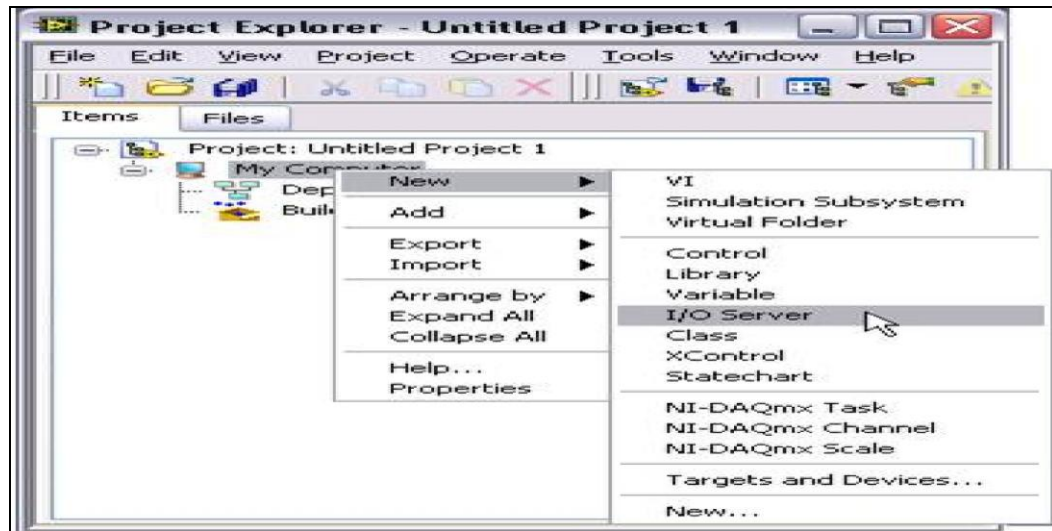 Project Explorer - Untitled Project 1
File Edit View Project Operate Tools Window Help
Items Files
Project: Untitled Project 1
My Computer
Dep
Buil
New
Add
Export
Import
Arrange by
Expand All
Collapse All
Help...
Properties
VI
Simulation Subsystem
Virtual Folder
Control
Library
Variable
I/O Server
Class
XControl
Statechart
NI-DAQmx Task
NI-DAQmx Channel
NI-DAQmx Scale
Targets and Devices...
New...